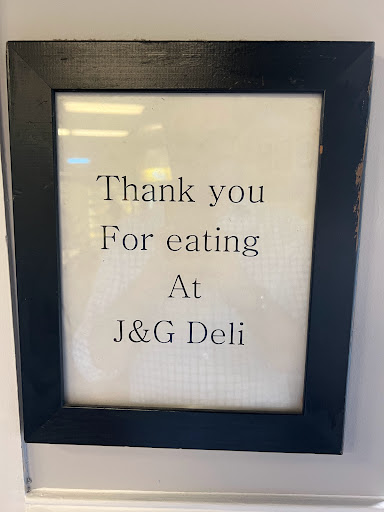 Thank you
For eating
At
J&G Deli